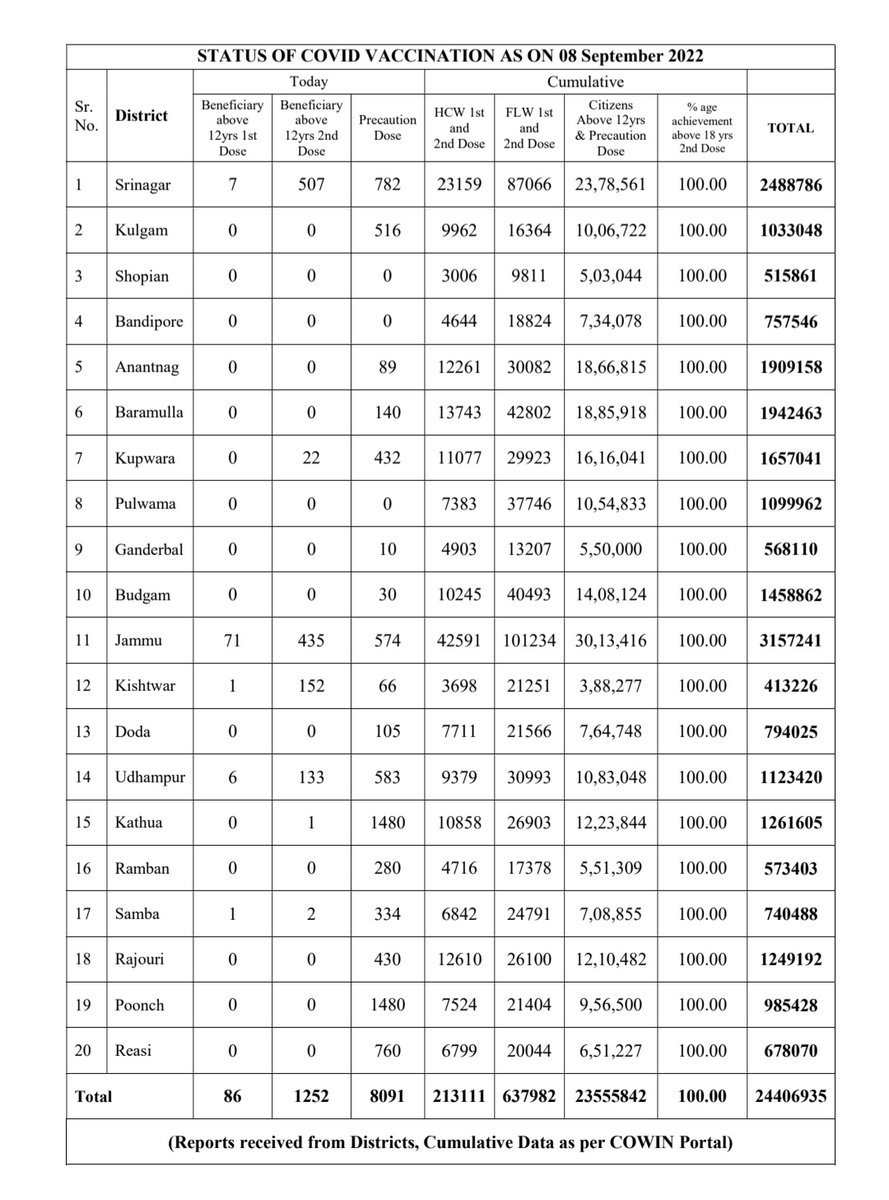 STATUS OF COVID VACCINATION AS ON 08 September 2022
Today Cumulative
Sr. No. District Beneficiary above 12yrs 1st Dose Beneficiary above 12yrs 2nd Dose Precaution Dose HCW 1st and 2nd Dose FLW 1st and 2nd Dose Citizens Above 12yrs & Precaution Dose % age achievement above 18 yrs 2nd Dose TOTAL
1 Srinagar 7 507 782 23159 87066 23,78,561 100.00 2488786
2 Kulgam 0 0 516 9962 16364 10,06,722 100.00 1033048
3 Shopian 0 0 0 3006 9811 5,03,044 100.00 515861
4 Bandipore 0 0 0 4644 18824 7,34,078 100.00 757546
5 Anantnag 0 0 89 12261 30082 18,66,815 100.00 1909158
6 Baramulla 0 0 140 13743 42802 18,85,918 100.00 1942463
7 Kupwara 0 22 432 11077 29923 16,16,041 100.00 1657041
8 Pulwama 0 0 0 7383 37746 10,54,833 100.00 1099962
9 Ganderbal 0 0 10 4903 13207 5,50,000 100.00 568110
10 Budgam 0 0 30 10245 40493 14,08,124 100.00 1458862
11 Jammu 71 435 574 42591 101234 30,13,416 100.00 3157241
12 Kishtwar 1 152 66 3698 21251 3,88,277 100.00 413226
13 Doda 0 0 105 7711 21566 7,64,748 100.00 794025
14 Udhampur 6 133 583 9379 30993 10,83,048 100.00 1123420
15 Kathua 0 1 1480 10858 26903 12,23,844 100.00 1261605
16 Ramban 0 0 280 4716 17378 5,51,309 100.00 573403
17 Samba 1 2 334 6842 24791 7,08,855 100.00 740488
18 Rajouri 0 0 430 12610 26100 12,10,482 100.00 1249192
19 Poonch 0 0 1480 7524 21404 9,56,500 100.00 985428
20 Reasi 0 0 760 6799 20044 6,51,227 100.00 678070
Total 86 1252 8091 213111 637982 23555842 100.00 24406935
(Reports received from Districts, Cumulative Data as per COWIN Portal)